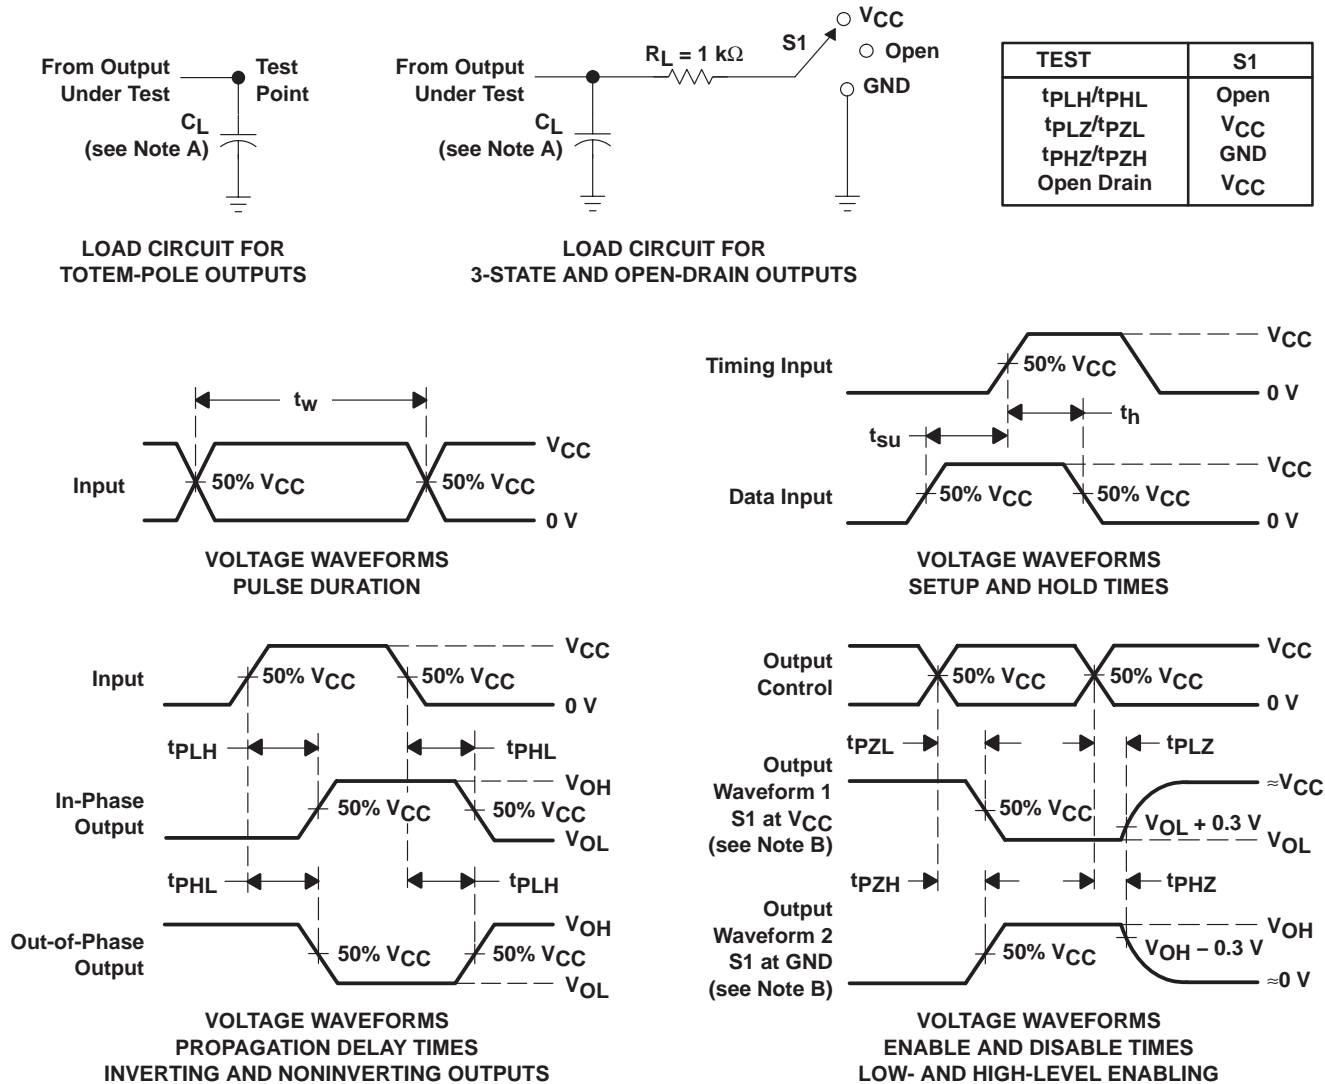 From Output
Under Test
Test
Point
CL
(see Note A)
LOAD CIRCUIT FOR
TOTEM-POLE OUTPUTS
From Output
Under Test
RL = 1 kΩ
S1
VCC
Open
GND
CL
(see Note A)
LOAD CIRCUIT FOR
3-STATE AND OPEN-DRAIN OUTPUTS
TEST S1
tPLH/tPHL Open
tPLZ/tPZL VCC
tPHZ/tPZH GND
Open Drain VCC
tw
Input
50% VCC
50% VCC
VCC
0 V
VOLTAGE WAVEFORMS
PULSE DURATION
Timing Input
50% VCC
VCC
0 V
tsu
th
Data Input
50% VCC
50% VCC
VCC
0 V
VOLTAGE WAVEFORMS
SETUP AND HOLD TIMES
Input
50% VCC
50% VCC
VCC
0 V
tPLH
tPHL
In-Phase
Output
50% VCC
50% VCC
VOH
VOL
tPHL
tPLH
Out-of-Phase
Output
50% VCC
50% VCC
VOH
VOL
VOLTAGE WAVEFORMS
PROPAGATION DELAY TIMES
INVERTING AND NONINVERTING OUTPUTS
Output
Control
50% VCC
50% VCC
VCC
0 V
tPZL
tPLZ
Output
Waveform 1
S1 at VCC
(see Note B)
50% VCC
VOL + 0.3 V
≈VCC
VOL
tPZH
tPHZ
Output
Waveform 2
S1 at GND
(see Note B)
50% VCC
VOH − 0.3 V
VOH
≈0 V
VOLTAGE WAVEFORMS
ENABLE AND DISABLE TIMES
LOW- AND HIGH-LEVEL ENABLING